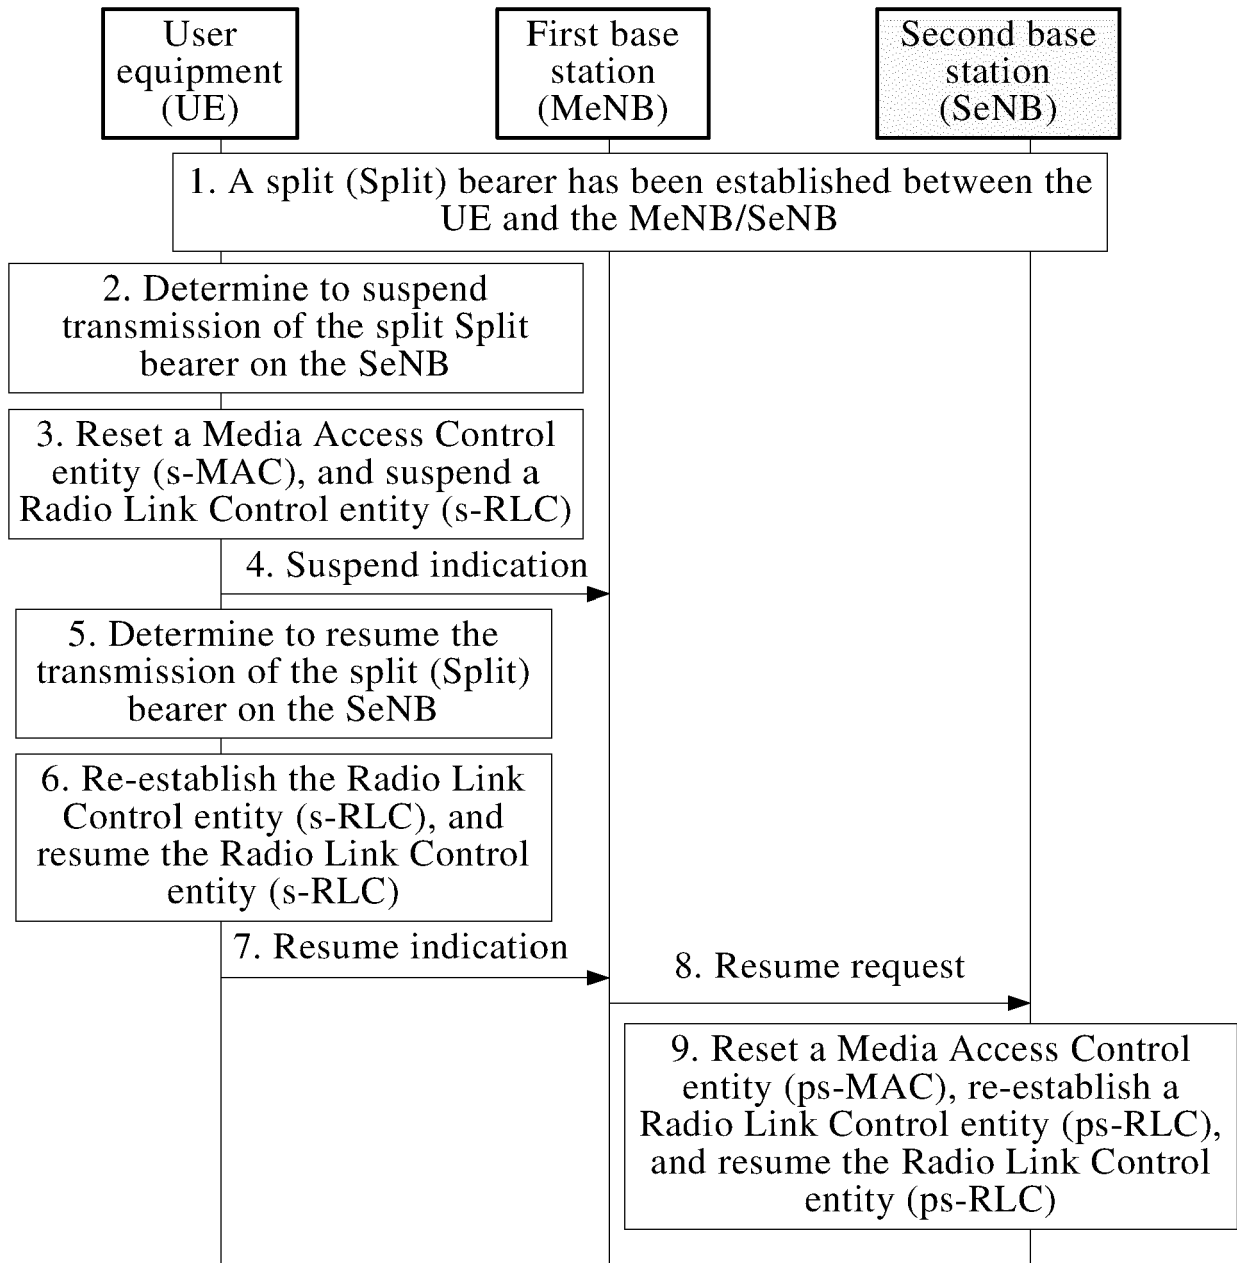 User
equipment
(UE)
First base
station
(MeNB)
Second base
station
(SeNB)
1. A split (Split) bearer has been established between the
UE and the MeNB/SeNB
2. Determine to suspend
transmission of the split Split
bearer on the SeNB
3. Reset a Media Access Control
entity (s-MAC), and suspend a
Radio Link Control entity (s-RLC)
4. Suspend indication
5. Determine to resume the
transmission of the split (Split)
bearer on the SeNB
6. Re-establish the Radio Link
Control entity (s-RLC), and
resume the Radio Link Control
entity (s-RLC)
7. Resume indication
8. Resume request
9. Reset a Media Access Control
entity (ps-MAC), re-establish a
Radio Link Control entity (ps-RLC),
and resume the Radio Link Control
entity (ps-RLC)